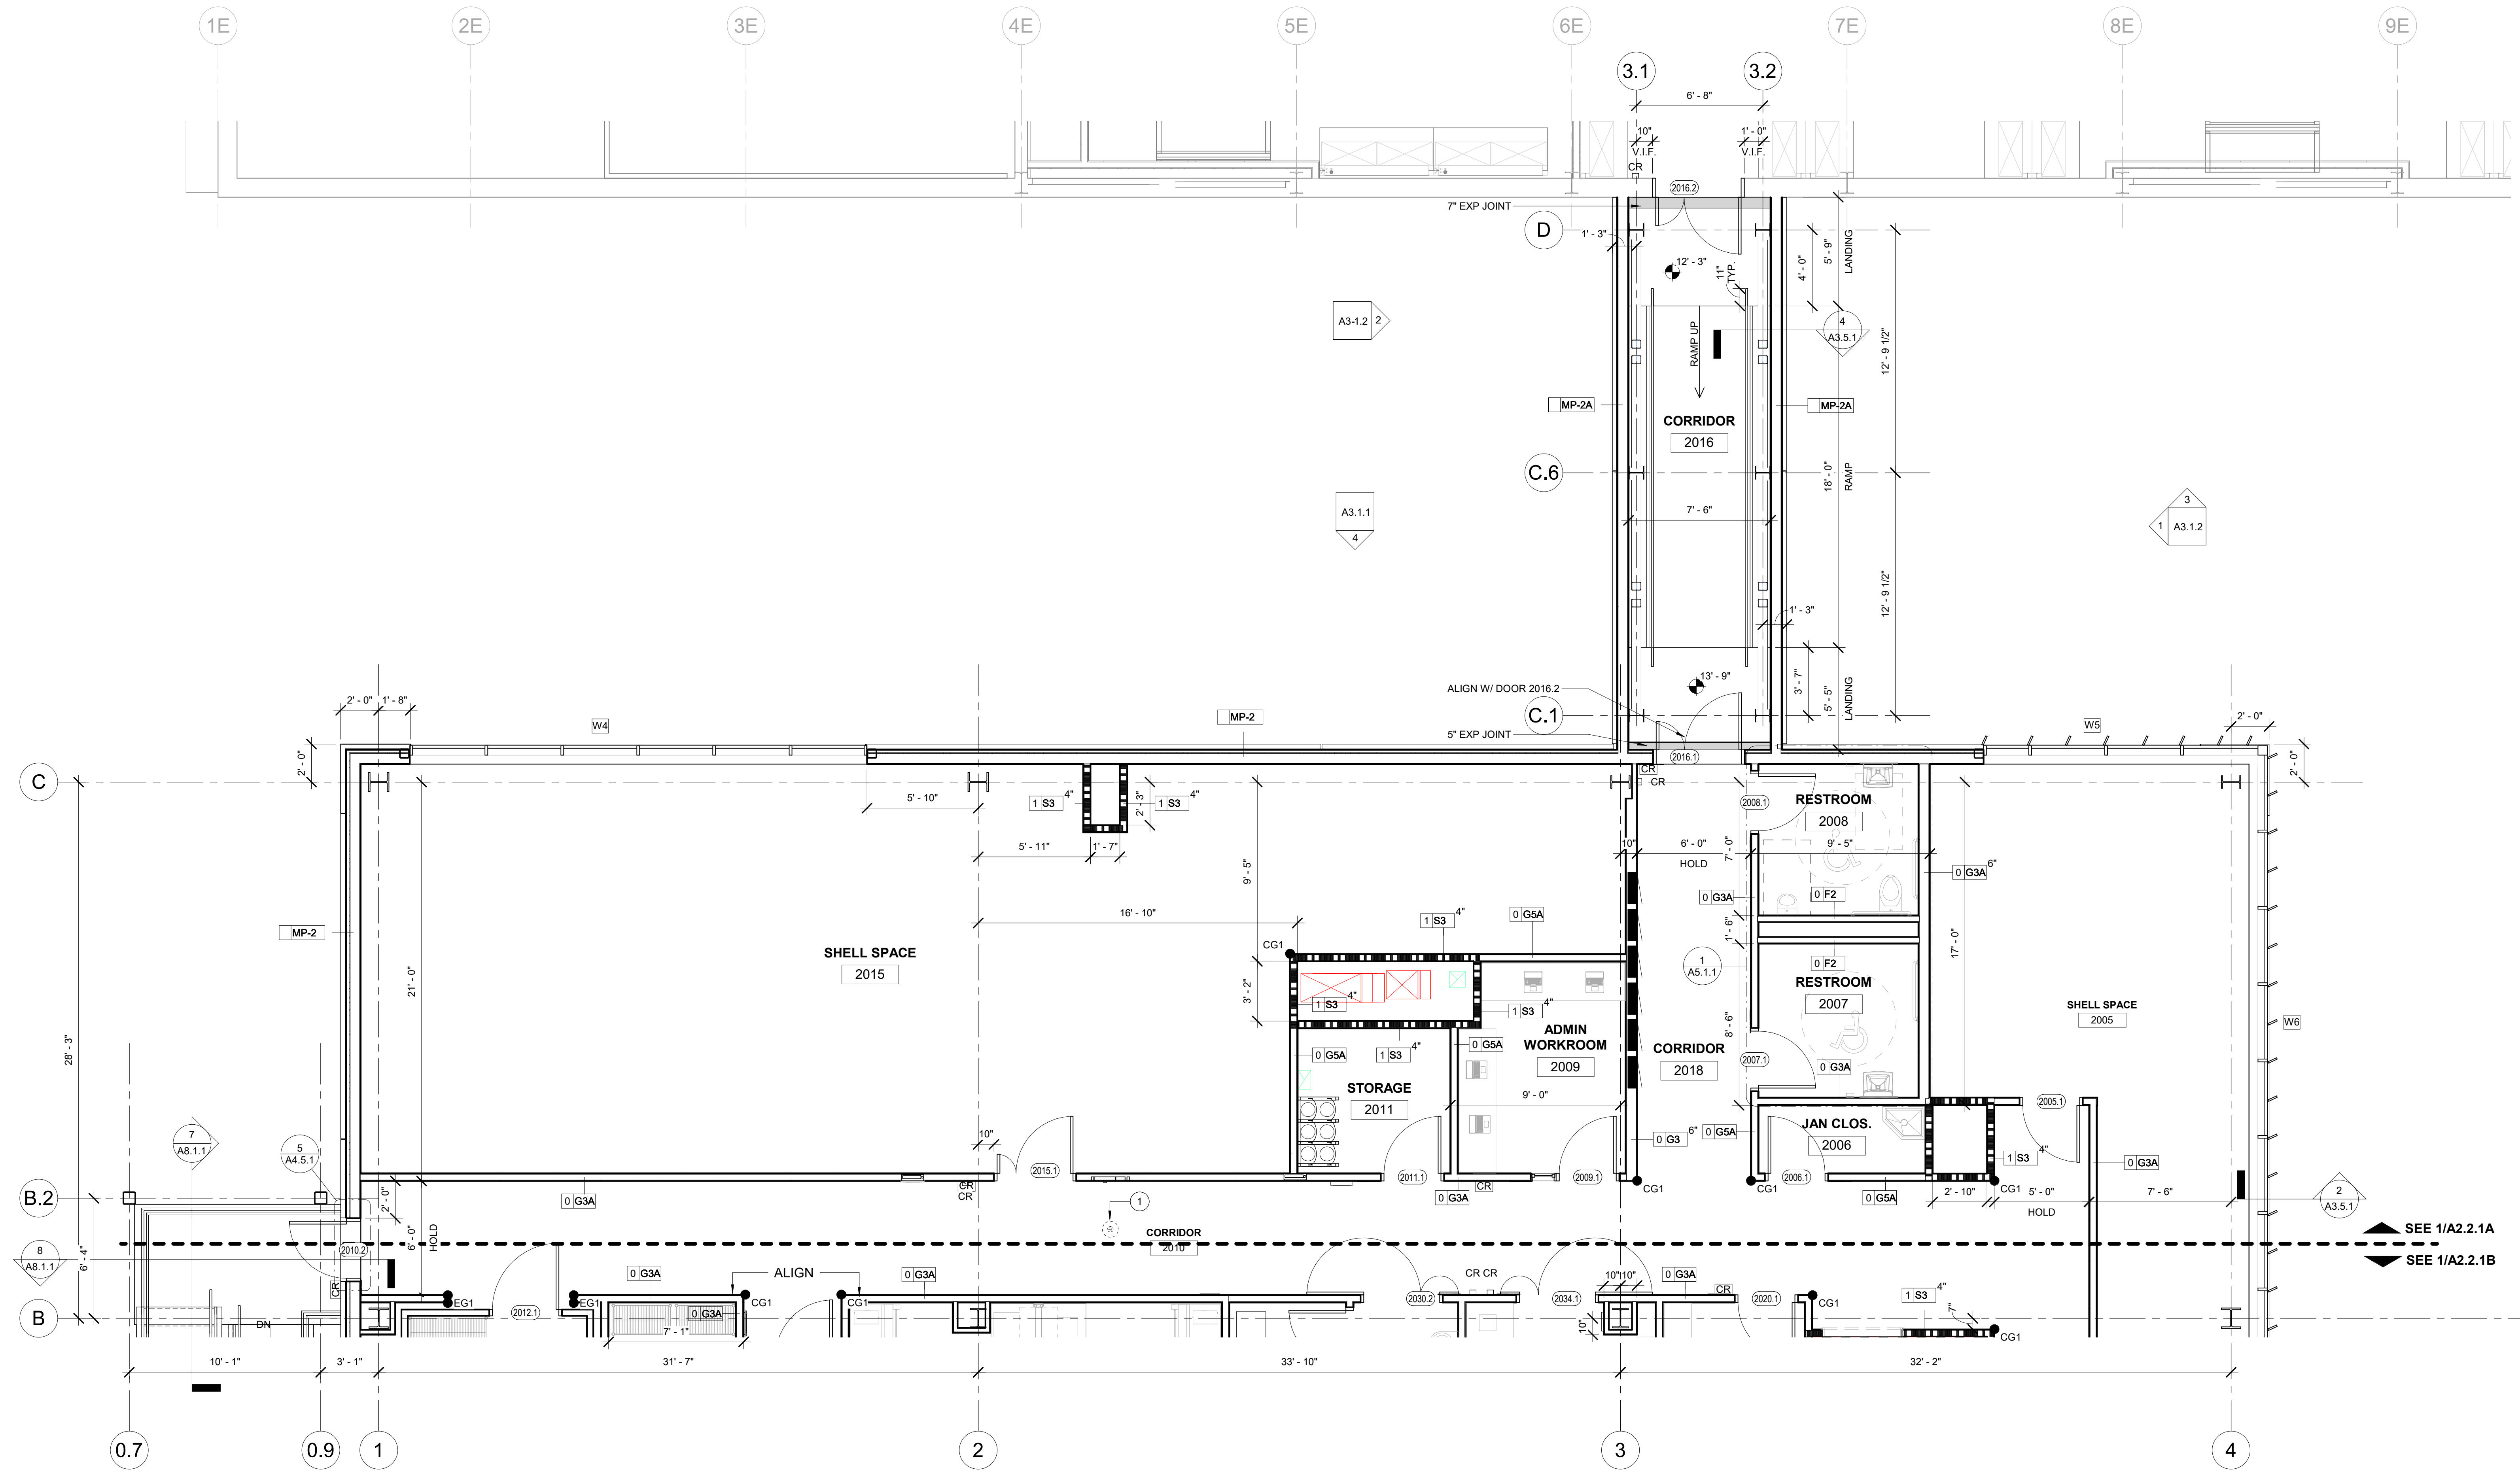 1E 2E 3E 4E 5E 6E 7E 8E 9E
3.1 3.2
6' - 8"
10" 1' - 0"
V.I.F. V.I.F.
CR
2016.2
7" EXP JOINT
D
1' - 3"
12' - 3"
11"
TYP.
4' - 0"
5' - 9"
LANDING
A3-1.2 2
RAMP UP
4
A3.5.1
12' - 9 1/2"
MP-2A
MP-2A
CORRIDOR
2016
C.6
18' - 0"
RAMP
A3.1.1
4
7' - 6"
3
1 A3.1.2
12' - 9 1/2"
1' - 3"
13' - 9"
3' - 7"
5' - 5"
LANDING
ALIGN W/ DOOR 2016.2
C.1
5" EXP JOINT
2016.1
2' - 0" 1' - 8"
W4
MP-2
W5
2' - 0"
2' - 0"
2' - 0"
C
CR
CR
5' - 10"
1 S3 4"
1 S3 4"
2' - 3"
2008.1
RESTROOM
2008
5' - 11" 1' - 7"
10" 6' - 0"
HOLD
7' - 0"
9' - 5"
9' - 5"
0 G3A 6"
0 G3A
0 F2
16' - 10"
1 S3 4"
0 G5A
1' - 6"
MP-2
CG1
SHELL SPACE
2015
21' - 0"
17' - 0"
1
A5.1.1
0 F2
RESTROOM
2007
3' - 2"
1 S3 4"
1 S3 4"
8' - 6"
SHELL SPACE
2005
W6
28' - 3"
ADMIN
WORKROOM
2009
0 G5A
1 S3 4"
0 G5A
CORRIDOR
2018
2007.1
0 G3A
STORAGE
2011
9' - 0"
2005.1
7
A8.1.1
5
A4.5.1
10"
0 G3 6"
0 G5A
JAN CLOS.
2006
1 S3 4"
0 G3A
2015.1
2011.1
2009.1
2006.1
B.2
2' - 0"
0 G3A
CR
CR
0 G3A
CR
CG1
CG1
0 G5A
CG1
2' - 10" 5' - 0" 7' - 6"
HOLD
2
A3.5.1
1
6' - 0"
HOLD
CORRIDOR
2010
SEE 1/A2.2.1A
SEE 1/A2.2.1B
8
A8.1.1
6' - 4"
2010.2
CR
0 G3A
ALIGN
0 G3A
CR CR
10" 10"
0 G3A
CR
1 S3 4"
7"
EG1
2012.1
EG1
0 G3A
CG1
CG1
2030.2
2034.1
2020.1
CG1
B
DN
7' - 1"
10"
CG1
10' - 1" 3' - 1" 31' - 7" 33' - 10" 32' - 2"
0.7 0.9 1 2 3 4